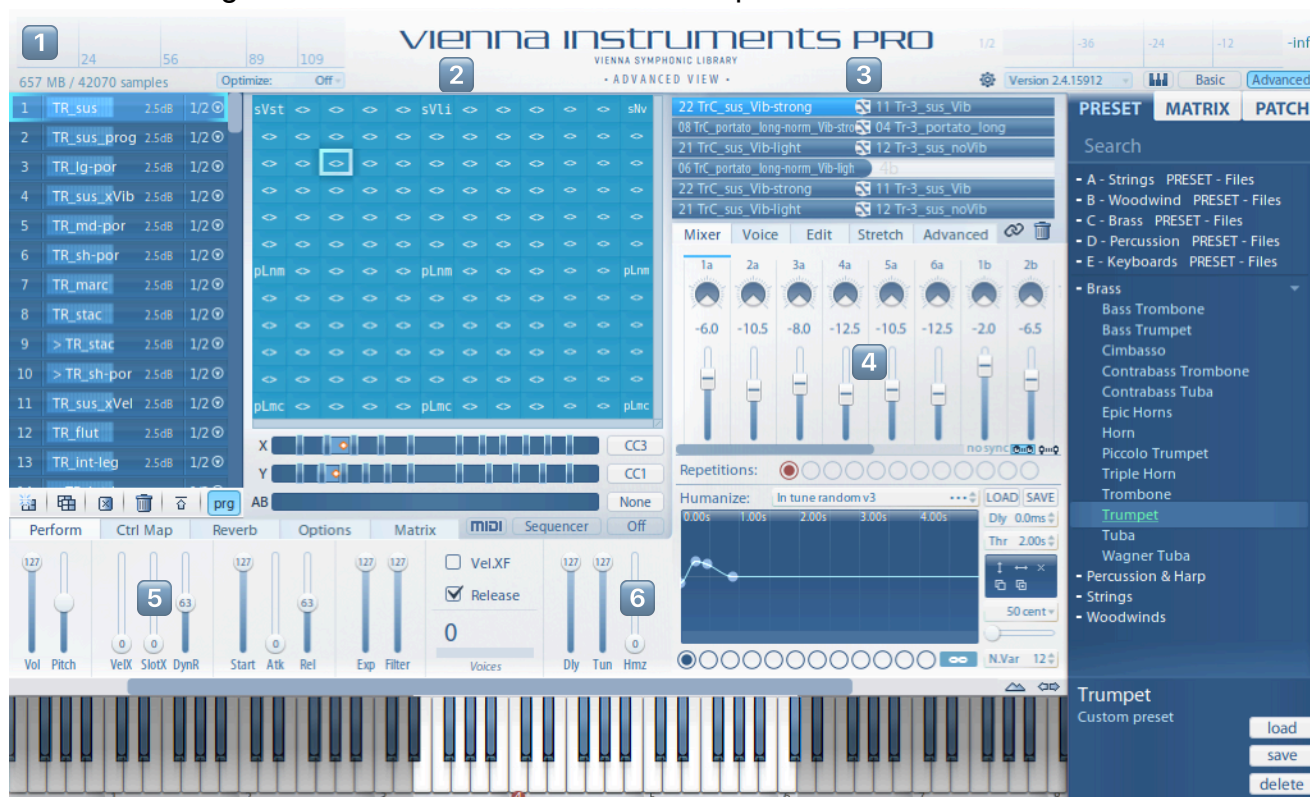 1
24 56 89 109
VIENNA INSTRUMENTS PRO
VIENNA SYMPHONIC LIBRARY
- ADVANCED VIEW -
2
3
1/2
-36 -24 -12 -inf
657 MB / 42070 samples
Optimize: Off
Version 2.4.15912
Basic
Advanced
1 TR_sus 2.5dB 1/2
2 TR_sus_prog 2.5dB 1/2
3 TR_lg-por 2.5dB 1/2
4 TR_sus_xVib 2.5dB 1/2
5 TR_md-por 2.5dB 1/2
6 TR_sh-por 2.5dB 1/2
7 TR_marc 2.5dB 1/2
8 TR_stac 2.5dB 1/2
9 > TR_stac 2.5dB 1/2
10 > TR_sh-por 2.5dB 1/2
11 TR_sus_xVel 2.5dB 1/2
12 TR_flut 2.5dB 1/2
13 TR_int-leg 2.5dB 1/2
prg
sVst <> <> <> <> sVli <> <> <> <> <> sNv
<> <> <> <> <> <> <> <> <> <> <> <>
<> <> <> <> <> <> <> <> <> <> <> <>
<> <> <> <> <> <> <> <> <> <> <> <>
<> <> <> <> <> <> <> <> <> <> <> <>
<> <> <> <> <> <> <> <> <> <> <> <>
pLnm <> <> <> <> pLnm <> <> <> <> <> pLnm
<> <> <> <> <> <> <> <> <> <> <> <>
<> <> <> <> <> <> <> <> <> <> <> <>
<> <> <> <> <> <> <> <> <> <> <> <>
<> <> <> <> <> <> <> <> <> <> <> <>
pLmc <> <> <> <> pLmc <> <> <> <> <> pLmc
X CC3
Y CC1
AB None
22 TrC_sus_Vib-strong 11 Tr-3_sus_Vib
08 TrC_portato_long-norm_Vib-stro 04 Tr-3_portato_long
21 TrC_sus_Vib-light 12 Tr-3_sus_noVib
06 TrC_portato_long-norm_Vib-ligh 4b
22 TrC_sus_Vib-strong 11 Tr-3_sus_Vib
21 TrC_sus_Vib-light 12 Tr-3_sus_noVib
Mixer Voice Edit Stretch Advanced
1a 2a 3a 4a 5a 6a 1b 2b
-6.0 -10.5 -8.0 -12.5 -10.5 -12.5 -2.0 -6.5
4
no sync
Repetitions:
Humanize: In tune random v3 LOAD SAVE
0.00s 1.00s 2.00s 3.00s 4.00s
Dly 0.0ms
Thr 2.00s
50 cent
N.Var 12
PRESET MATRIX PATCH
Search
- A - Strings PRESET - Files
- B - Woodwind PRESET - Files
- C - Brass PRESET - Files
- D - Percussion PRESET - Files
- E - Keyboards PRESET - Files
- Brass
Bass Trombone
Bass Trumpet
Cimbasso
Contrabass Trombone
Contrabass Tuba
Epic Horns
Horn
Piccolo Trumpet
Triple Horn
Trombone
Trumpet
Tuba
Wagner Tuba
- Percussion & Harp
- Strings
- Woodwinds
Perform Ctrl Map Reverb Options Matrix MIDI Sequencer Off
127 127 127 127 127 127
Vel.XF
63 63
5
Release
6
0 0 0 0 0
Vol Pitch VelX SlotX DynR Start Atk Rel Exp Filter Voices Dly Tun Hmz
Trumpet
Custom preset
load
save
delete